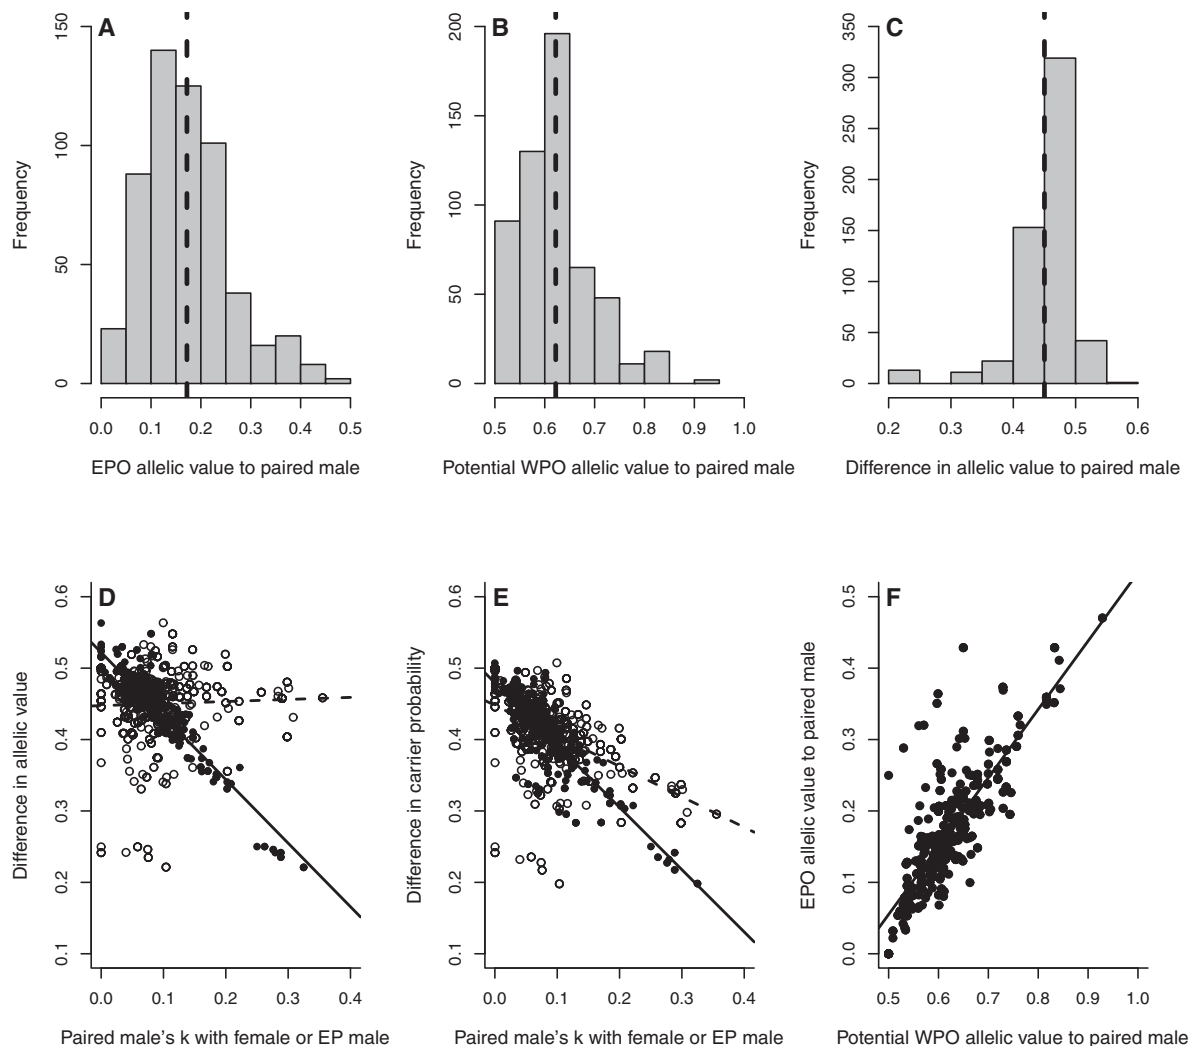 A
B
C
Frequency
0
50
100
150
0.0 0.1 0.2 0.3 0.4 0.5
EPO allelic value to paired male
Frequency
0
50
100
150
200
0.5 0.6 0.7 0.8 0.9 1.0
Potential WPO allelic value to paired male
Frequency
0
50
100
150
200
250
300
350
0.2 0.3 0.4 0.5 0.6
Difference in allelic value to paired male
D
E
F
Difference in allelic value
0.1
0.2
0.3
0.4
0.5
0.6
0.0 0.1 0.2 0.3 0.4
Paired male’s k with female or EP male
Difference in carrier probability
0.1
0.2
0.3
0.4
0.5
0.6
0.0 0.1 0.2 0.3 0.4
Paired male’s k with female or EP male
EPO allelic value to paired male
0.0
0.1
0.2
0.3
0.4
0.5
0.5 0.6 0.7 0.8 0.9 1.0
Potential WPO allelic value to paired male